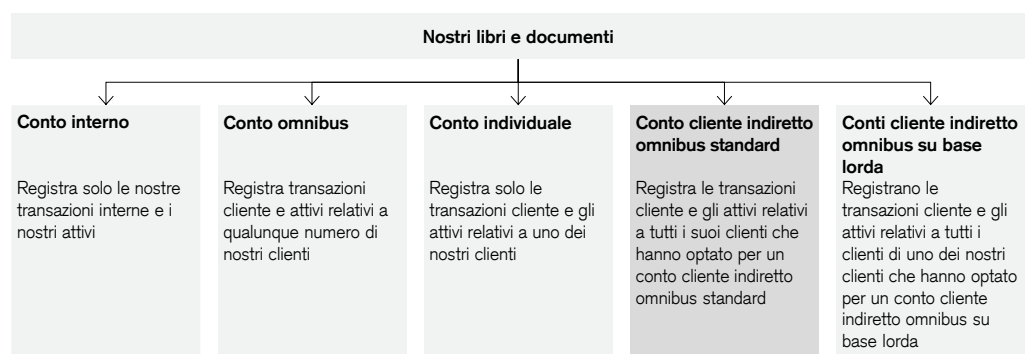 Nostri libri e documenti
Conto interno
Registra solo le nostre
transazioni interne e i
nostri attivi
Conto omnibus
Registra transazioni
cliente e attivi relativi a
qualunque numero di
nostri clienti
Conto individuale
Registra solo le
transazioni cliente e gli
attivi relativi a uno dei
nostri clienti
Conto cliente indiretto
omnibus standard
Registra le transazioni
cliente e gli attivi relativi
a tutti i suoi clienti che
hanno optato per un
conto cliente indiretto
omnibus standard
Conti cliente indiretto
omnibus su base
lorda
Registrano le
transazioni cliente e gli
attivi relativi a tutti i
clienti di uno dei nostri
clienti che hanno optato
per un conto cliente
indiretto omnibus su
base lorda